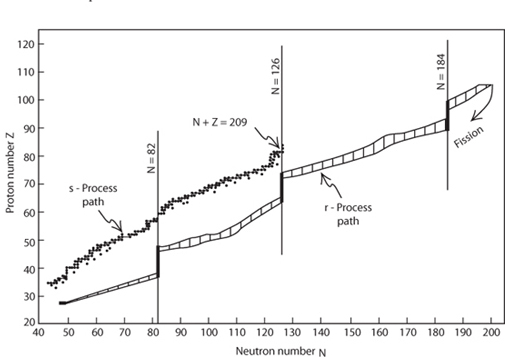 120
110
100
90
80
70
60
50
40
30
20
Proton number Z
N = 82
N = 126
N = 184
N + Z = 209
s - Process
path
r - Process
path
Fission
40 50 60 70 80 90 100 110 120 130 140 150 160 170 180 190 200
Neutron number N